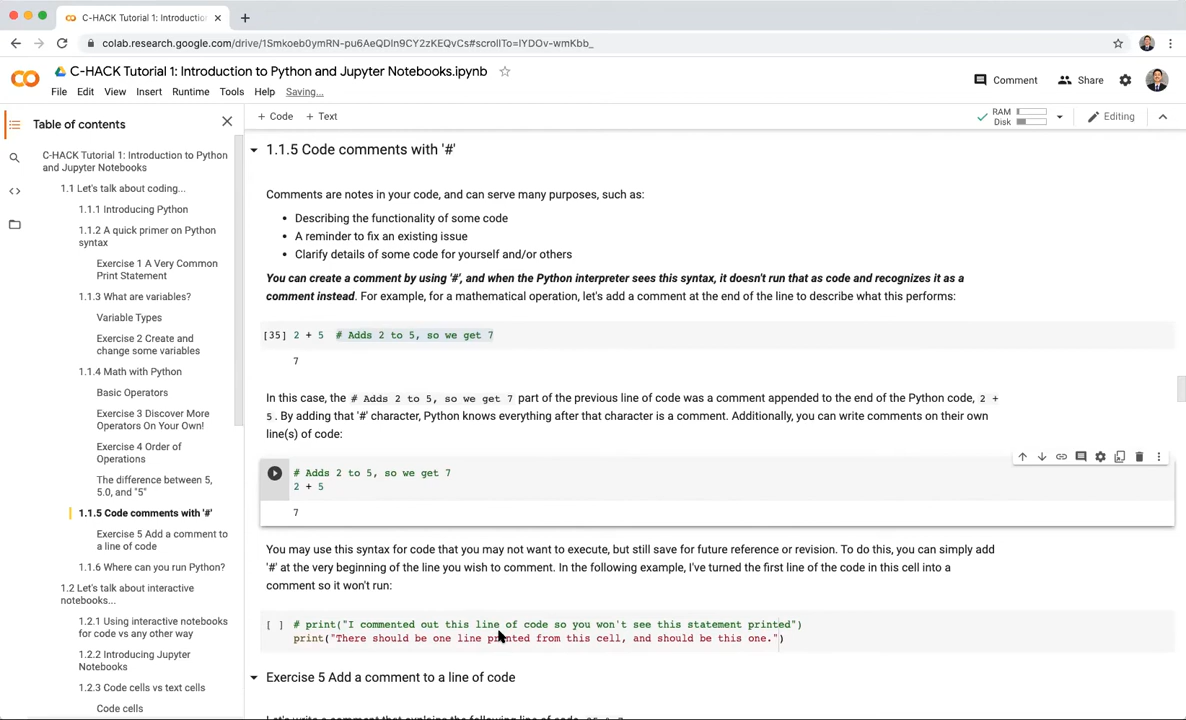 C-HACK Tutorial 1: Introduction
colab.research.google.com/drive/1Smkoeb0ymRN-pu6AeQDIn9CY2zKEQvCs#scrollTo=lYDOv-wmKbb_
C-HACK Tutorial 1: Introduction to Python and Jupyter Notebooks.ipynb
File Edit View Insert Runtime Tools Help Saving...
Comment Share
Table of contents
+ Code + Text
RAM
Disk
Editing
C-HACK Tutorial 1: Introduction to Python
and Jupyter Notebooks
1.1 Let's talk about coding...
1.1.1 Introducing Python
1.1.2 A quick primer on Python
syntax
Exercise 1 A Very Common
Print Statement
1.1.3 What are variables?
Variable Types
Exercise 2 Create and
change some variables
1.1.4 Math with Python
Basic Operators
Exercise 3 Discover More
Operators On Your Own!
Exercise 4 Order of
Operations
The difference between 5,
5.0, and "5"
1.1.5 Code comments with '#'
Exercise 5 Add a comment to
a line of code
1.1.6 Where can you run Python?
1.2 Let's talk about interactive
notebooks...
1.2.1 Using interactive notebooks
for code vs any other way
1.2.2 Introducing Jupyter
Notebooks
1.2.3 Code cells vs text cells
Code cells
1.1.5 Code comments with '#'
Comments are notes in your code, and can serve many purposes, such as:
• Describing the functionality of some code
• A reminder to fix an existing issue
• Clarify details of some code for yourself and/or others
You can create a comment by using '#', and when the Python interpreter sees this syntax, it doesn't run that as code and recognizes it as a
comment instead. For example, for a mathematical operation, let's add a comment at the end of the line to describe what this performs:
[35] 2 + 5 # Adds 2 to 5, so we get 7
7
In this case, the # Adds 2 to 5, so we get 7 part of the previous line of code was a comment appended to the end of the Python code, 2 +
5. By adding that '#' character, Python knows everything after that character is a comment. Additionally, you can write comments on their own
line(s) of code:
# Adds 2 to 5, so we get 7
2 + 5
7
You may use this syntax for code that you may not want to execute, but still save for future reference or revision. To do this, you can simply add
'#' at the very beginning of the line you wish to comment. In the following example, I've turned the first line of the code in this cell into a
comment so it won't run:
[ ] # print("I commented out this line of code so you won't see this statement printed")
print("There should be one line printed from this cell, and should be this one.")
Exercise 5 Add a comment to a line of code